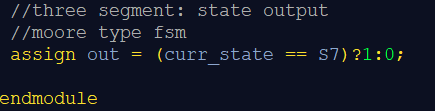 //three segment: state output
//moore type fsm
assign out = (curr_state == S7)?1:0;
endmodule